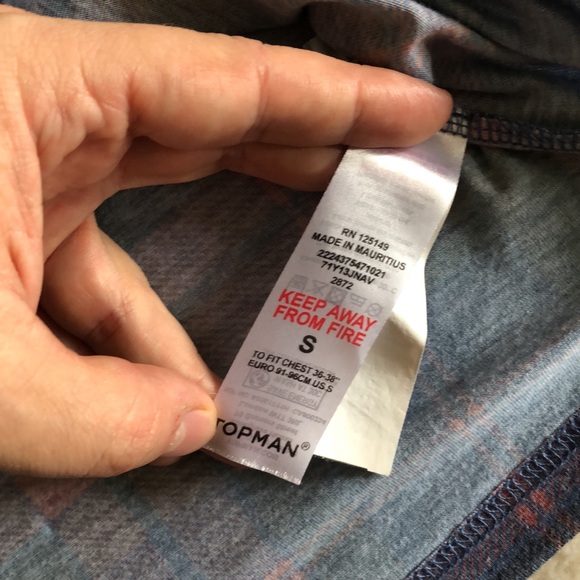 RN 125149
MADE IN MAURITIUS
2224375471021
71Y13JNAV
2872
KEEP AWAY
FROM FIRE
S
TO FIT CHEST 36-38"
EURO 91-96CM US S
TOPMAN®